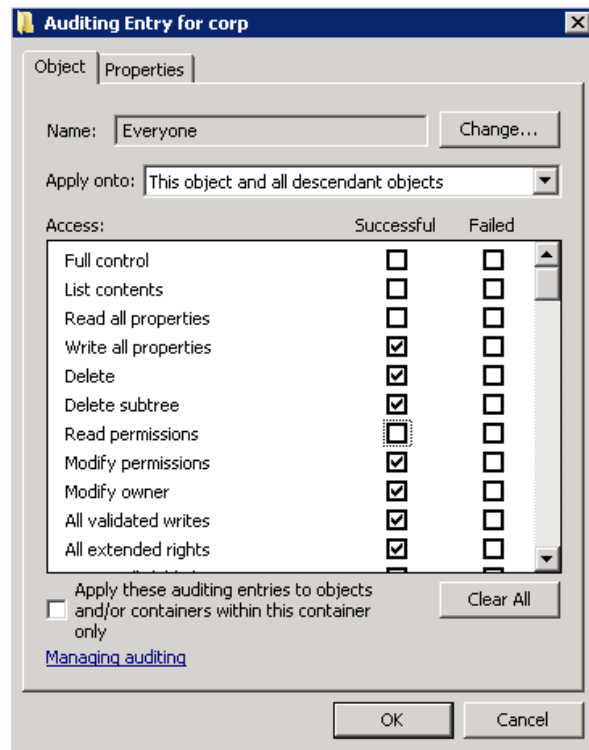 Auditing Entry for corp
Object Properties
Name: Everyone Change...
Apply onto: This object and all descendant objects
Access: Successful Failed
Full control
List contents
Read all properties
Write all properties
Delete
Delete subtree
Read permissions
Modify permissions
Modify owner
All validated writes
All extended rights
Apply these auditing entries to objects
and/or containers within this container
only
Clear All
Managing auditing
OK Cancel